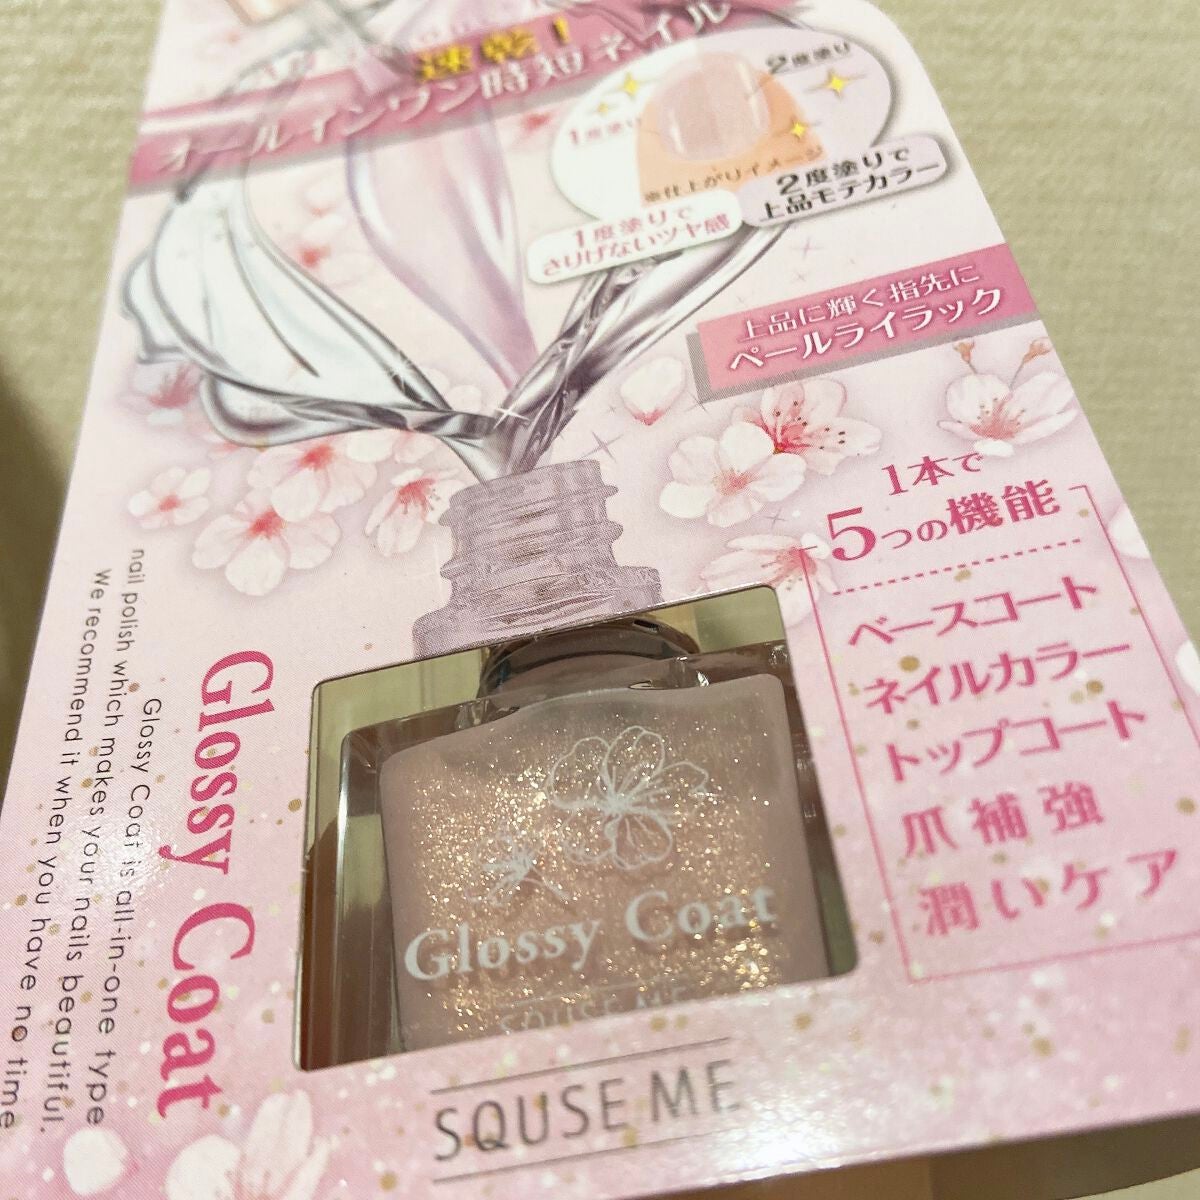 速乾！
オールインワン時短ネイル
1度塗り
2度塗り
※仕上がりイメージ
1度塗りで
さりげないツヤ感
2度塗りで
上品モテカラー
上品に輝く指先に
ペールライラック
1本で
5つの機能
ベースコート
ネイルカラー
トップコート
爪補強
潤いケア
Glossy Coat
Glossy Coat is all-in-one type
nail polish which makes your nails beautiful.
We recommend it when you have no time
Glossy Coat
SQUSE ME
SQUSE ME